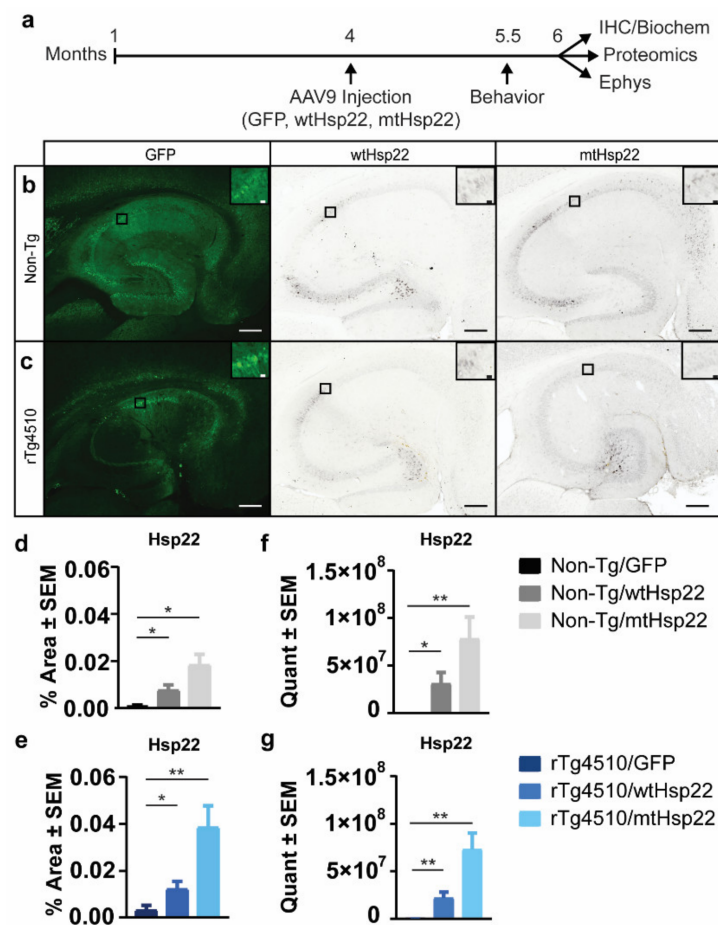 a
1 4 5.5 6 IHC/Biochem
Months Proteomics
Ephys
AAV9 Injection Behavior
(GFP, wtHsp22, mtHsp22)
GFP wtHsp22 mtHsp22
b
Non-Tg
c
rTg4510
d
Hsp22
% Area ± SEM
0.06
0.04
0.02
0.00
*
*
f
Hsp22
Quant ± SEM
1.5×10⁸
1×10⁸
5×10⁷
0
**
*
Non-Tg/GFP
Non-Tg/wtHsp22
Non-Tg/mtHsp22
e
Hsp22
% Area ± SEM
0.06
0.04
0.02
0.00
**
*
g
Hsp22
Quant ± SEM
1.5×10⁸
1×10⁸
5×10⁷
0
**
**
rTg4510/GFP
rTg4510/wtHsp22
rTg4510/mtHsp22